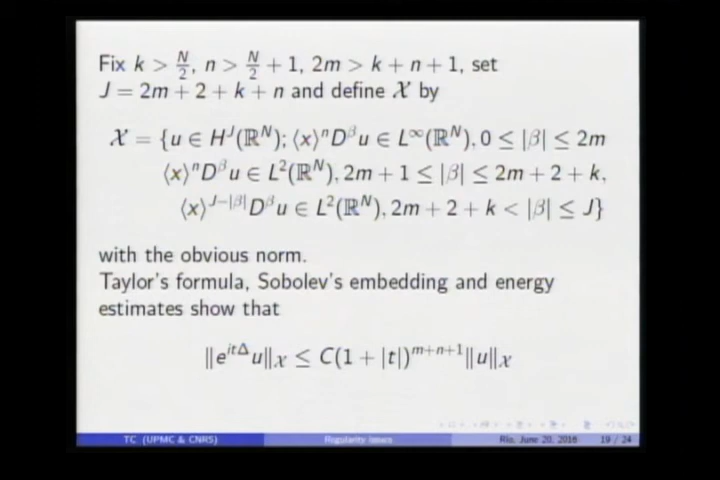 Fix k > N/2, n > N/2 + 1, 2m > k + n + 1, set
J = 2m + 2 + k + n and define 𝒳 by
𝒳 = {u ∈ H^J(ℝ^N); ⟨x⟩^n D^β u ∈ L^∞(ℝ^N), 0 ≤ |β| ≤ 2m
⟨x⟩^n D^β u ∈ L²(ℝ^N), 2m + 1 ≤ |β| ≤ 2m + 2 + k,
⟨x⟩^{J−|β|} D^β u ∈ L²(ℝ^N), 2m + 2 + k < |β| ≤ J}
with the obvious norm.
Taylor's formula, Sobolev's embedding and energy
estimates show that
‖e^{itΔ}u‖_𝒳 ≤ C(1 + |t|)^{m+n+1}‖u‖_𝒳
TC (UPMC & CNRS) Regularity issues Rio, June 20, 2016 19 / 24